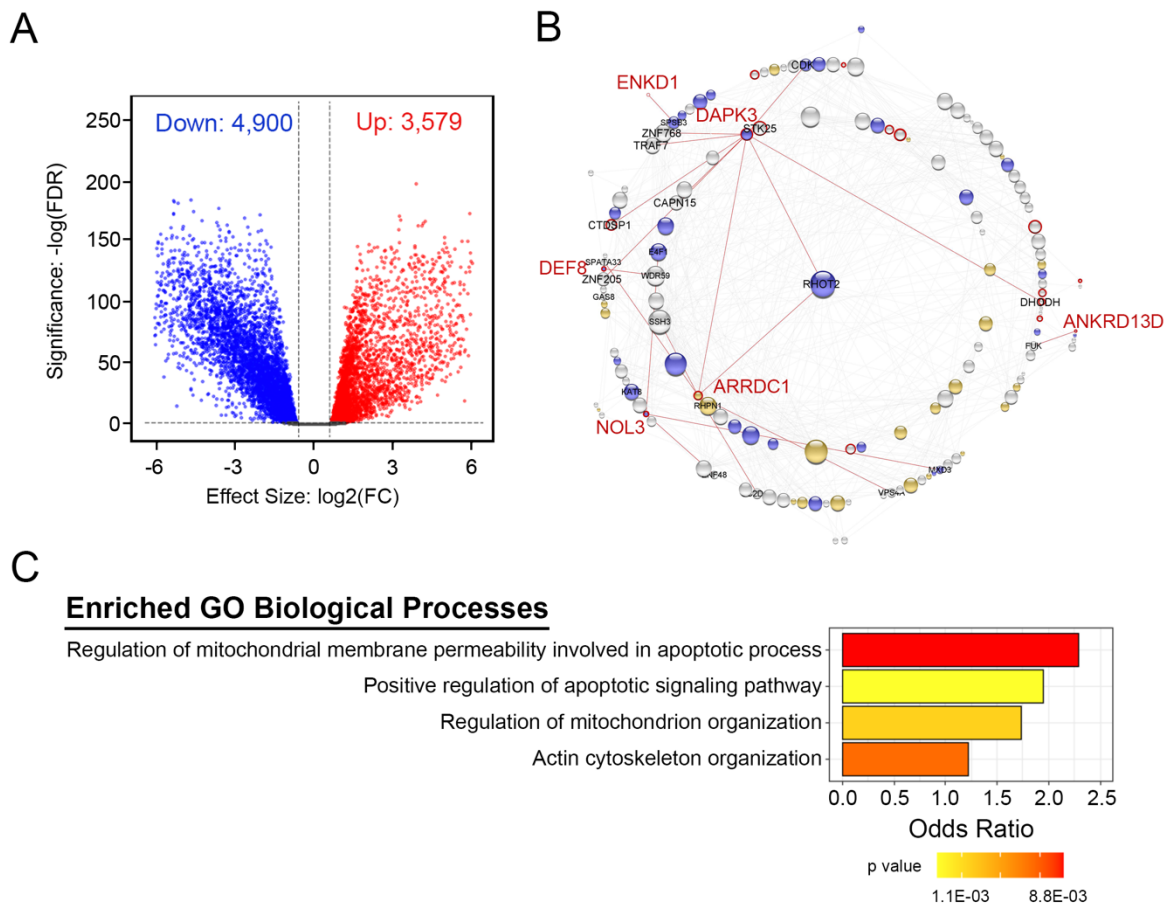 A
Down: 4,900
Up: 3,579
250
200
150
100
50
0
-6
-3
0
3
6
Significance: -log(FDR)
Effect Size: log2(FC)
B
CDK
ENKD1
SPSB3
DAPK3
STK25
ZNF768
TRAF7
CAPN15
CTDSP1
E4F1
DEF8
SPATA33
ZNF205
WDR59
GAS8
RHOT2
DHODH
ANKRD13D
SSH3
FUK
ARRDC1
KAT8
RHPN1
NOL3
MXD3
VPS4A
C
Enriched GO Biological Processes
Regulation of mitochondrial membrane permeability involved in apoptotic process
Positive regulation of apoptotic signaling pathway
Regulation of mitochondrion organization
Actin cytoskeleton organization
0.0
0.5
1.0
1.5
2.0
2.5
Odds Ratio
p value
1.1E-03
8.8E-03